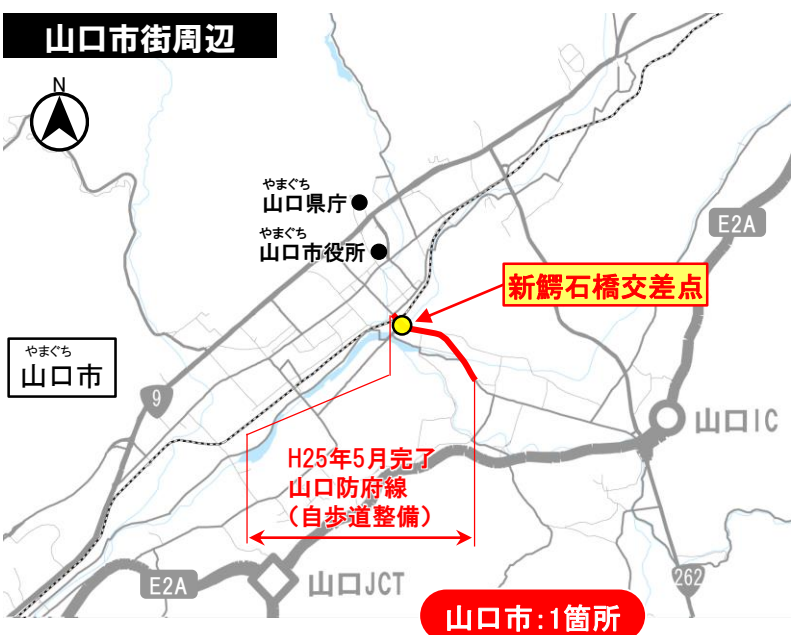 山口市街周辺
N
やまぐち
山口県庁
やまぐち
山口市役所
E2A
新鰐石橋交差点
やまぐち
山口市
9
山口IC
H25年5月完了
山口防府線
（自歩道整備）
E2A
山口JCT
262
山口市：1箇所